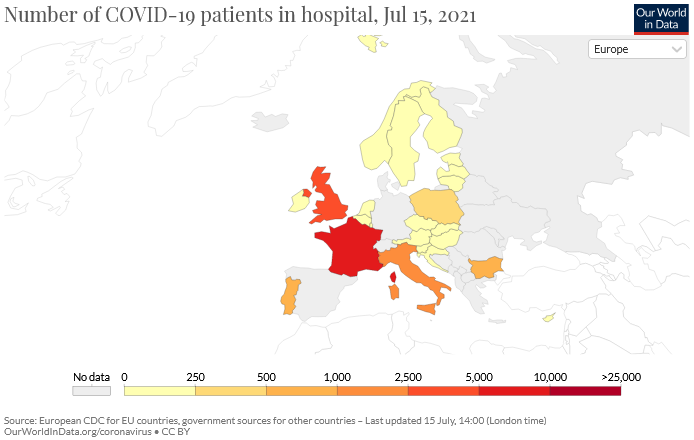 Number of COVID-19 patients in hospital, Jul 15, 2021
Our World
in Data
Europe
No data
0
250
500
1,000
2,500
5,000
10,000
>25,000
Source: European CDC for EU countries, government sources for other countries – Last updated 15 July, 14:00 (London time)
OurWorldInData.org/coronavirus • CC BY